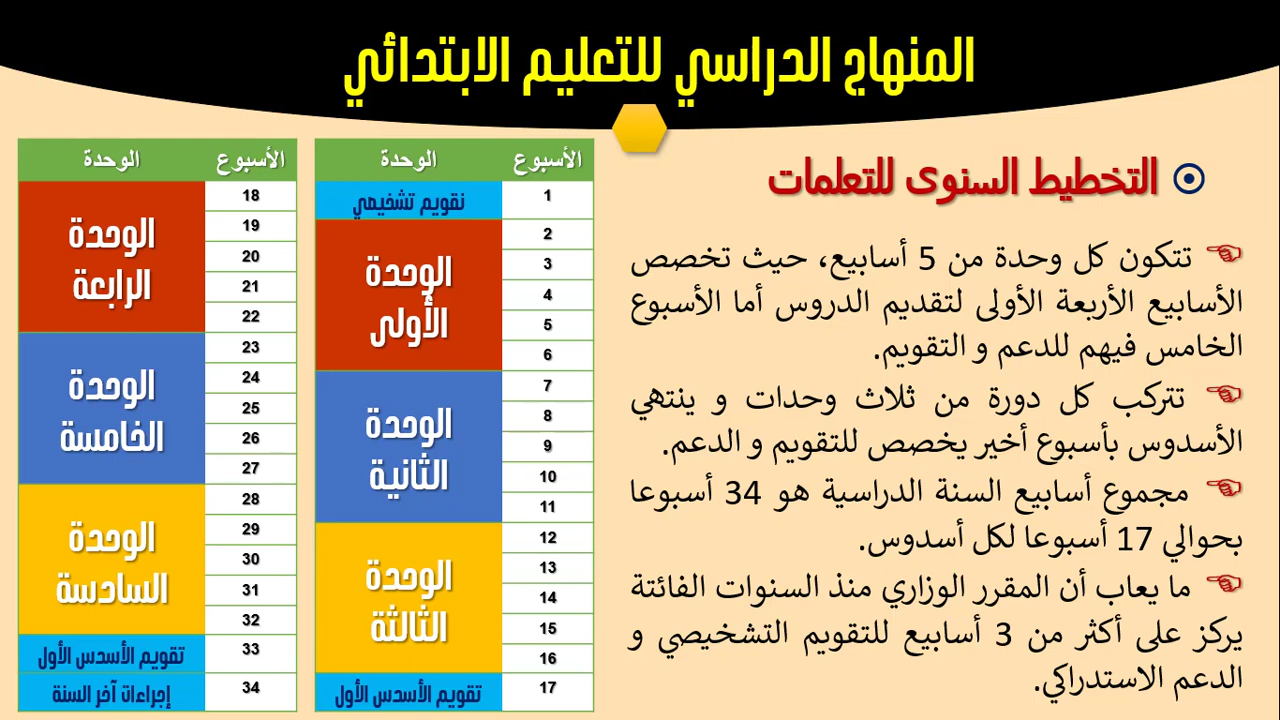 المنهاج الدراسي للتعليم الابتدائي
التخطيط السنوي للتعلمات
تتكون كل وحدة من 5 أسابيع، حيث تخصص
الأسابيع الأربعة الأولى لتقديم الدروس أما الأسبوع
الخامس فيهم للدعم و التقويم.
تتركب كل دورة من ثلاث وحدات و ينتهي
الأسدوس بأسبوع أخير يخصص للتقويم و الدعم.
مجموع أسابيع السنة الدراسية هو 34 أسبوعا
بحوالي 17 أسبوعا لكل أسدوس.
ما يعاب أن المقرر الوزاري منذ السنوات الفائتة
يركز على أكثر من 3 أسابيع للتقويم التشخيصي و
الدعم الاستدراكي.
الأسبوع الوحدة
1 تقويم تشخيصي
2
3
4
5
6
الوحدة
الأولى
7
8
9
10
11
الوحدة
الثانية
12
13
14
15
16
الوحدة
الثالثة
17 تقويم الأسدس الأول
الأسبوع الوحدة
18
19
20
21
22
الوحدة
الرابعة
23
24
25
26
27
الوحدة
الخامسة
28
29
30
31
32
الوحدة
السادسة
33 تقويم الأسدس الأول
34 إجراءات آخر السنة